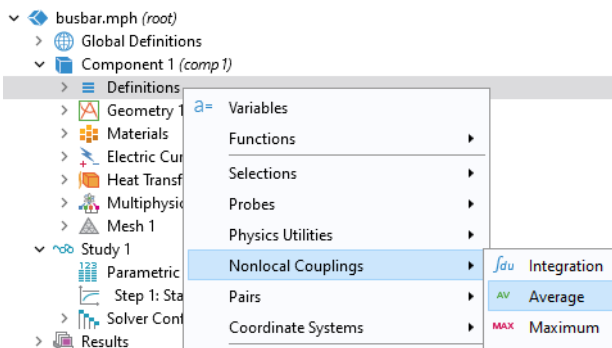 busbar.mph (root)
Global Definitions
Component 1 (comp1)
Definitions
Geometry 1
Materials
Electric Cur
Heat Transf
Multiphysic
Mesh 1
Study 1
Parametric
Step 1: Sta
Solver Conf
Results
a= Variables
Functions
Selections
Probes
Physics Utilities
Nonlocal Couplings
Pairs
Coordinate Systems
∫du Integration
AV Average
MAX Maximum